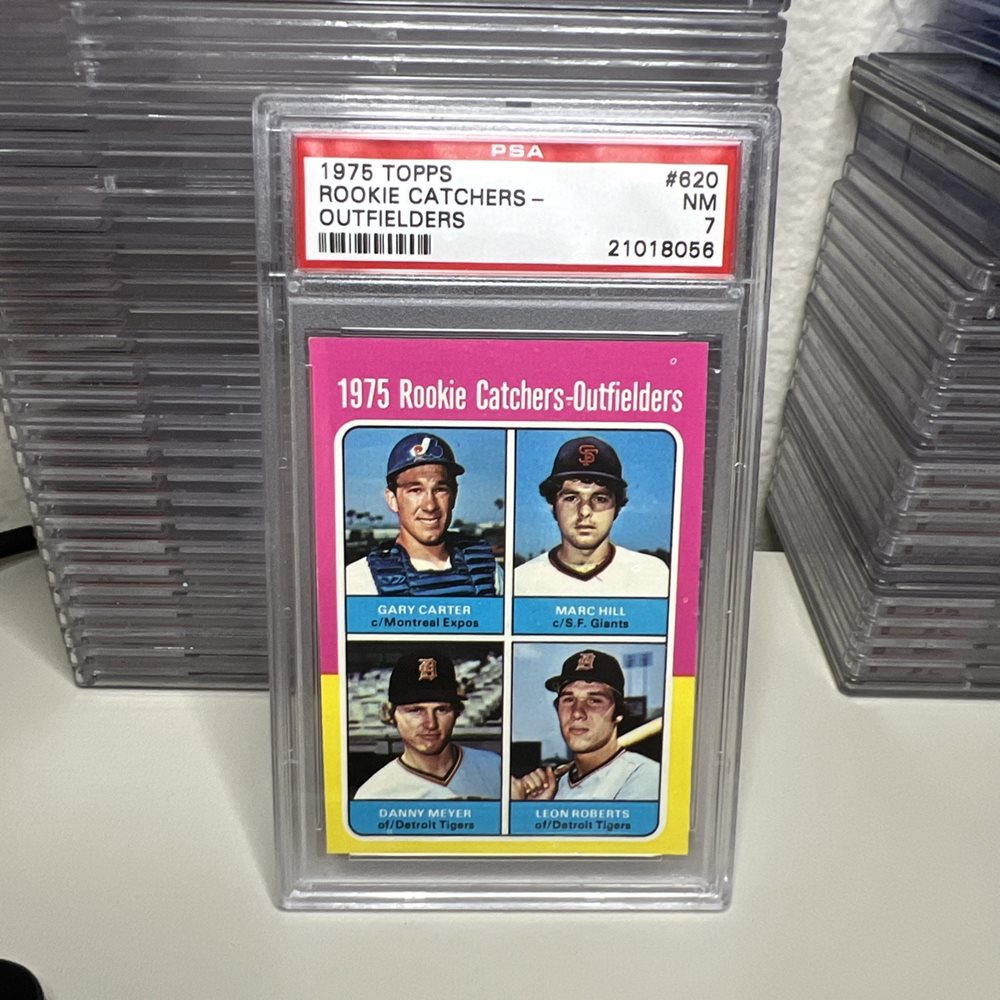 PSA
1975 TOPPS #620
ROOKIE CATCHERS- NM
OUTFIELDERS 7
21018056
1975 Rookie Catchers-Outfielders
GARY CARTER
c/Montreal Expos
MARC HILL
c/S.F. Giants
DANNY MEYER
of/Detroit Tigers
LEON ROBERTS
of/Detroit Tigers